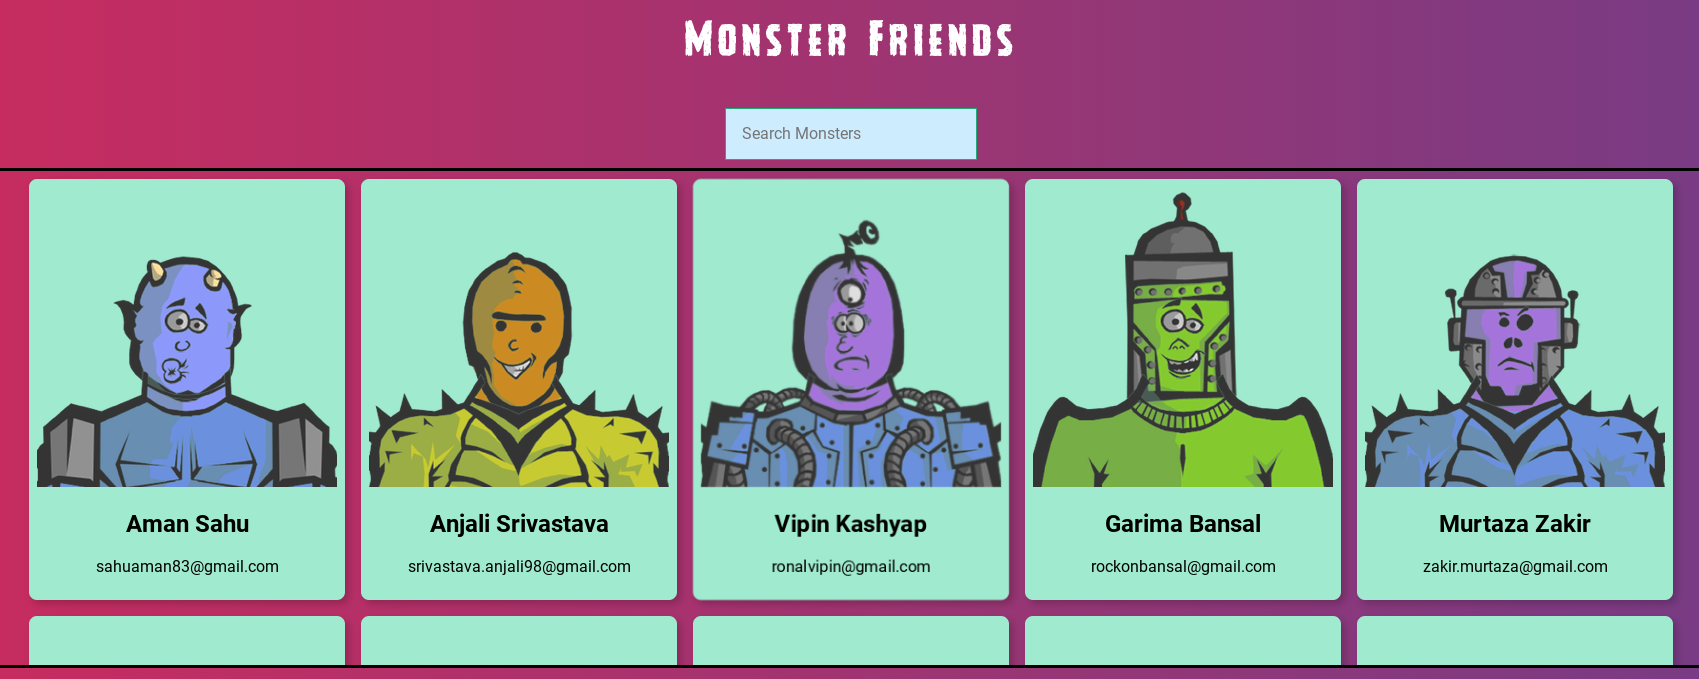 Monster Friends
Search Monsters
Aman Sahu
sahuaman83@gmail.com
Anjali Srivastava
srivastava.anjali98@gmail.com
Vipin Kashyap
ronalvipin@gmail.com
Garima Bansal
rockonbansal@gmail.com
Murtaza Zakir
zakir.murtaza@gmail.com